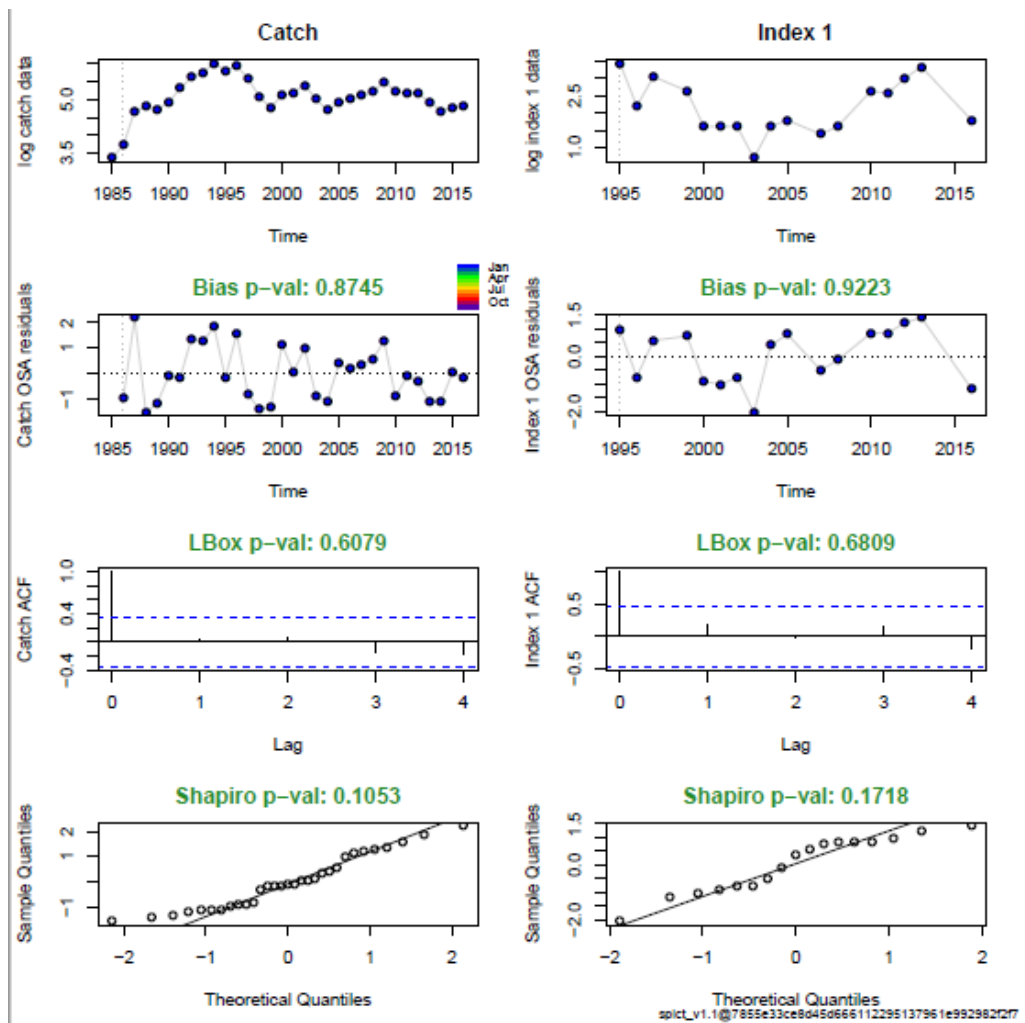 Catch
log catch data
3.5 5.0
1985 1990 1995 2000 2005 2010 2015
Time
Index 1
log index 1 data
1.0 2.5
1995 2000 2005 2010 2015
Time
Bias p-val: 0.8745
Jan
Apr
Jul
Oct
Catch OSA residuals
-1 1 2
1985 1990 1995 2000 2005 2010 2015
Time
Bias p-val: 0.9223
Index 1 OSA residuals
-2.0 0.0 1.5
1995 2000 2005 2010 2015
Time
LBox p-val: 0.6079
Catch ACF
-0.4 0.4 1.0
0 1 2 3 4
Lag
LBox p-val: 0.6809
Index 1 ACF
-0.5 0.5
0 1 2 3 4
Lag
Shapiro p-val: 0.1053
Sample Quantiles
-1 1 2
-2 -1 0 1 2
Theoretical Quantiles
Shapiro p-val: 0.1718
Sample Quantiles
-2.0 0.0 1.5
-2 -1 0 1 2
Theoretical Quantiles